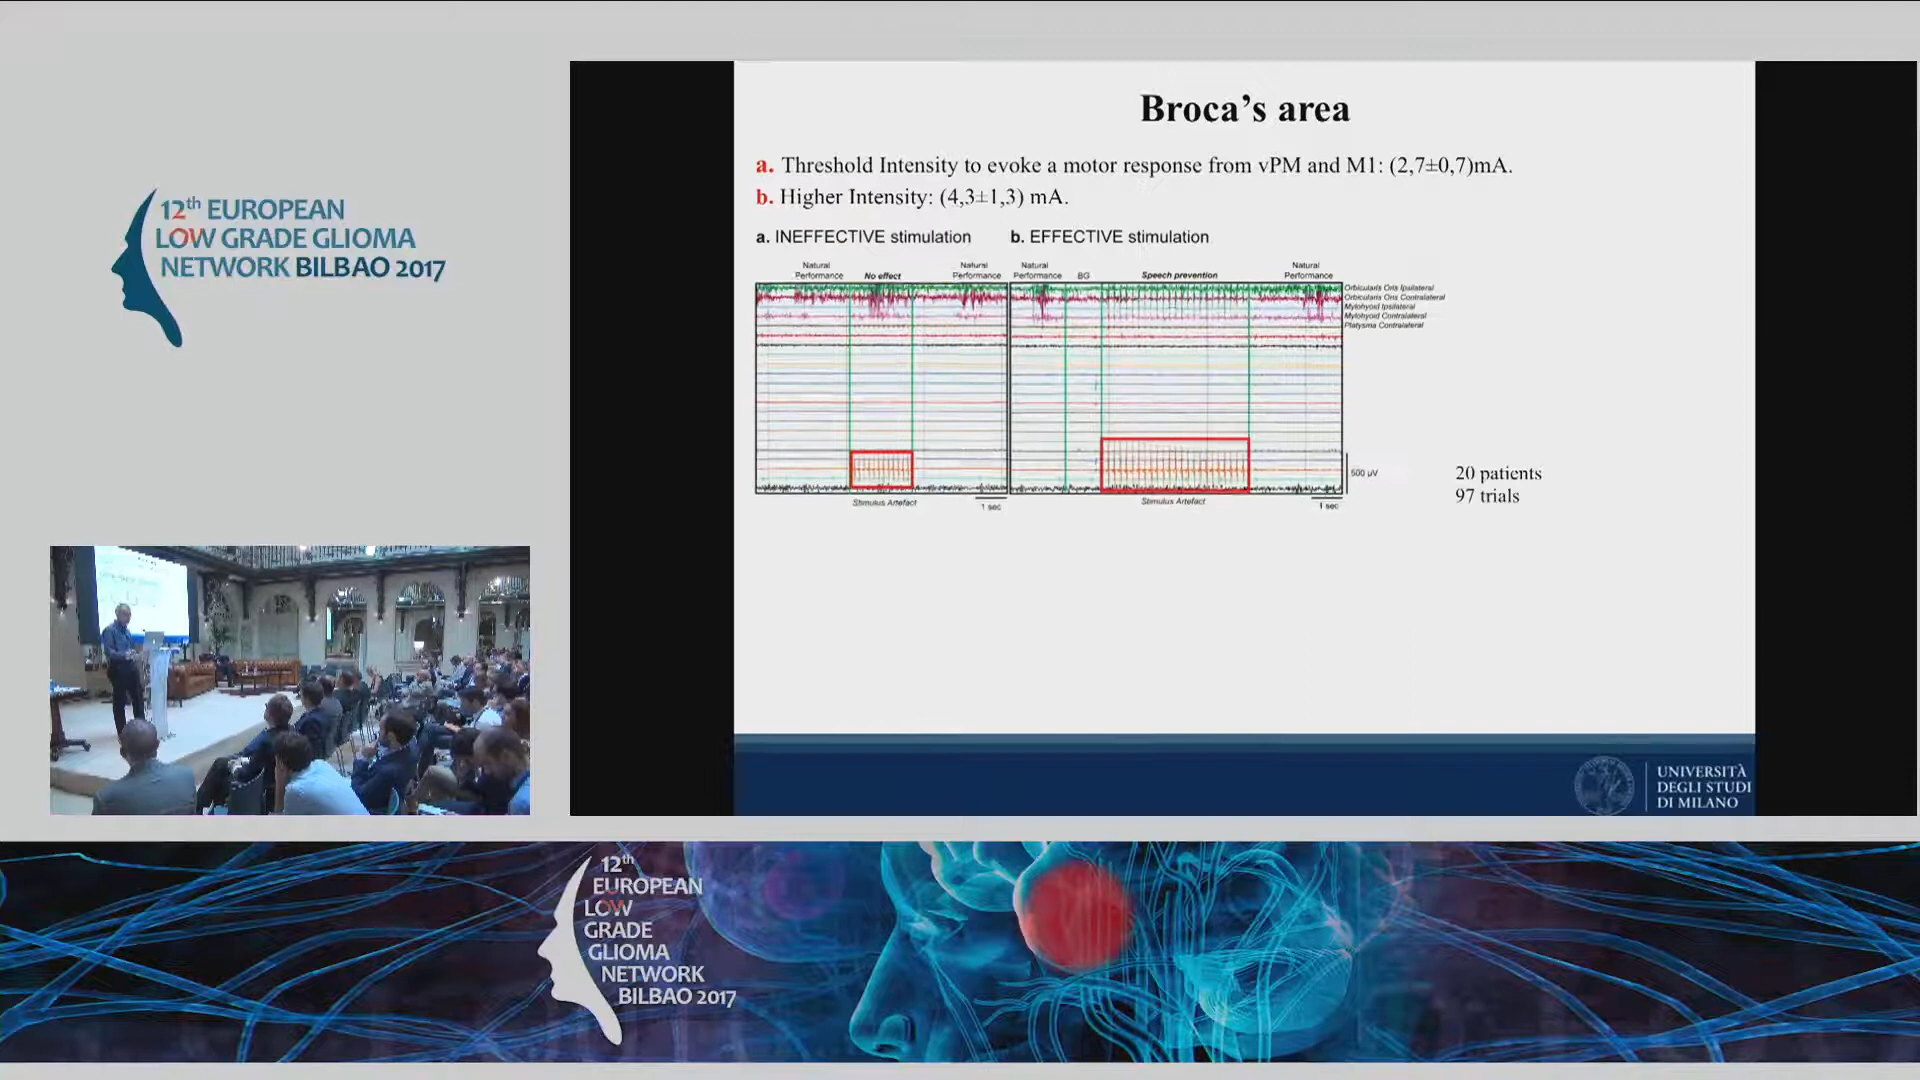 12th EUROPEAN
LOW GRADE GLIOMA
NETWORK BILBAO 2017
Broca's area
a. Threshold Intensity to evoke a motor response from vPM and M1: (2,7±0,7)mA.
b. Higher Intensity: (4,3±1,3) mA.
a. INEFFECTIVE stimulation
b. EFFECTIVE stimulation
Natural
Performance
No effect
Natural
Performance
Natural
Performance
BG
Speech prevention
Natural
Performance
Orbicularis Oris Ipsilateral
Orbicularis Oris Contralateral
Mylohyoid Ipsilateral
Mylohyoid Contralateral
Platysma Contralateral
500 µV
Stimulus Artefact
1 sec
Stimulus Artefact
1 sec
20 patients
97 trials
UNIVERSITÀ
DEGLI STUDI
DI MILANO
12th
EUROPEAN
LOW
GRADE
GLIOMA
NETWORK
BILBAO 2017